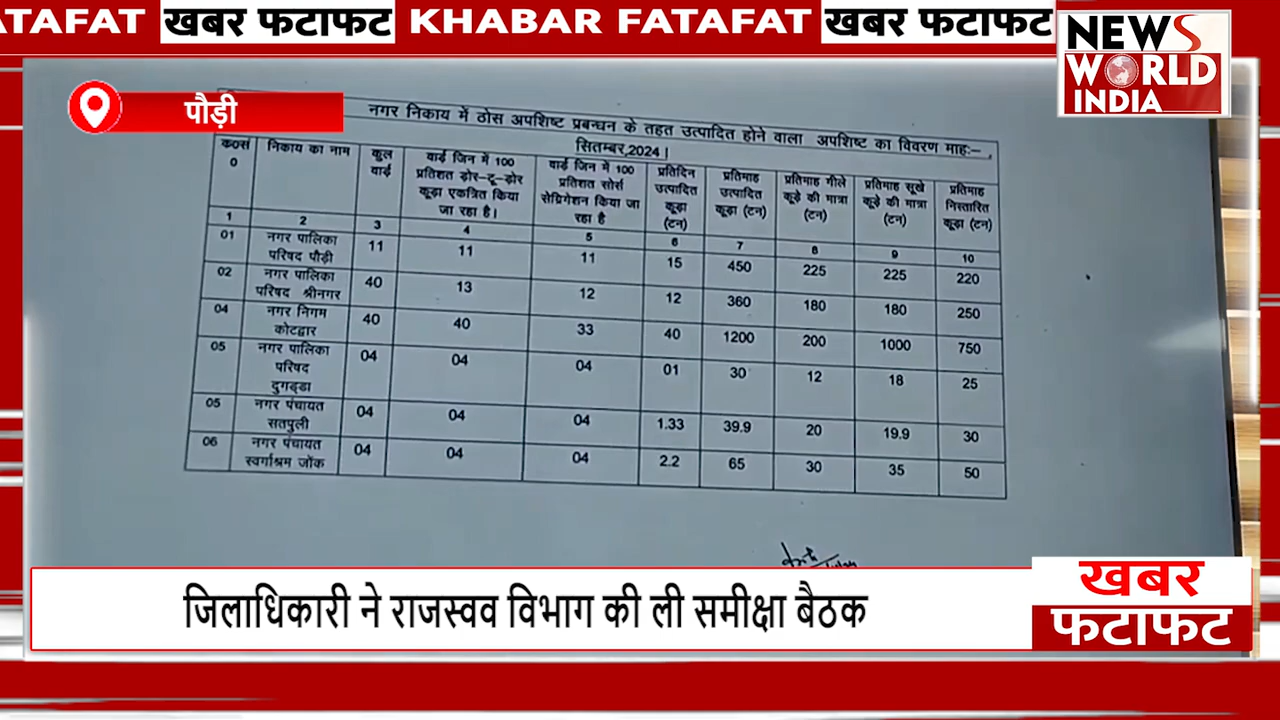 ATAFAT खबर फटाफट KHABAR FATAFAT खबर फटाफट
NEWS
WORLD
INDIA
पौड़ी
नगर निकाय में ठोस अपशिष्ट प्रबन्धन के तहत उत्पादित होने वाला अपशिष्ट का विवरण माहः–
सितम्बर,2024।
क०सं० निकाय का नाम कुल वार्ड वार्ड जिन में 100 प्रतिशत डोर-टू-डोर कूड़ा एकत्रित किया जा रहा है। वार्ड जिन में 100 प्रतिशत सोर्स सेग्रिगेशन किया जा रहा है प्रतिदिन उत्पादित कूड़ा (टन) प्रतिमाह उत्पादित कूड़ा (टन) प्रतिमाह गीले कूड़े की मात्रा (टन) प्रतिमाह सूखे कूड़े की मात्रा (टन) प्रतिमाह निस्तारित कूड़ा (टन)
1 2 3 4 5 6 7 8 9 10
01 नगर पालिका परिषद पौड़ी 11 11 11 15 450 225 225 220
02 नगर पालिका परिषद श्रीनगर 40 13 12 12 360 180 180 250
04 नगर निगम कोटद्वार 40 40 33 40 1200 200 1000 750
05 नगर पालिका परिषद दुगड्डा 04 04 04 01 30 12 18 25
05 नगर पंचायत सतपुली 04 04 04 1.33 39.9 20 19.9 30
06 नगर पंचायत स्वर्गाश्रम जोंक 04 04 04 2.2 65 30 35 50
जिलाधिकारी ने राजस्वव विभाग की ली समीक्षा बैठक
खबर
फटाफट